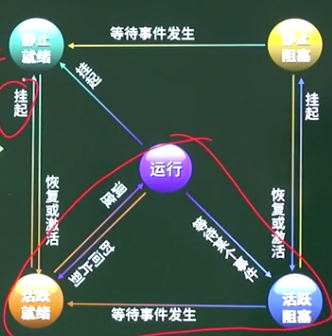 等待事件发生
静止
就绪
静止
阻塞
挂起
挂起
挂起
运行
恢复或激活
调度
时间片到
等待某个事件
恢复或激活
活跃
就绪
等待事件发生
活跃
阻塞